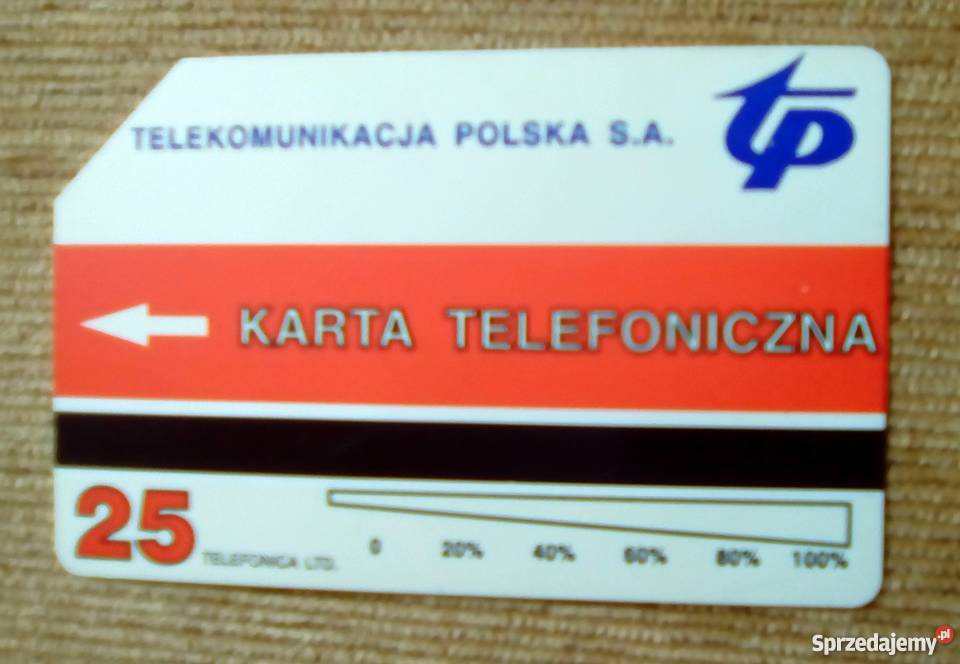 TELEKOMUNIKACJA POLSKA S.A.
tp
KARTA TELEFONICZNA
25
TELEFONICA LTD.
0 20% 40% 60% 80% 100%
Sprzedajemy.pl